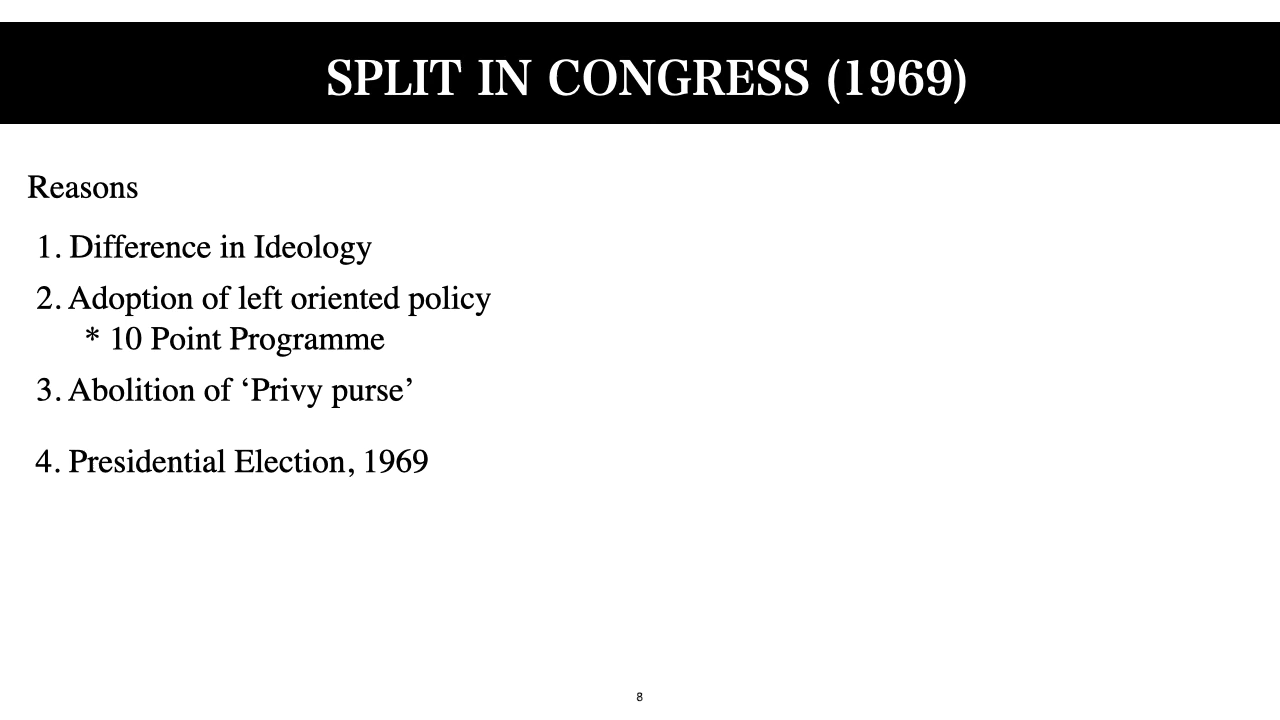 SPLIT IN CONGRESS (1969)
Reasons
1. Difference in Ideology
2. Adoption of left oriented policy
* 10 Point Programme
3. Abolition of ‘Privy purse’
4. Presidential Election, 1969
8